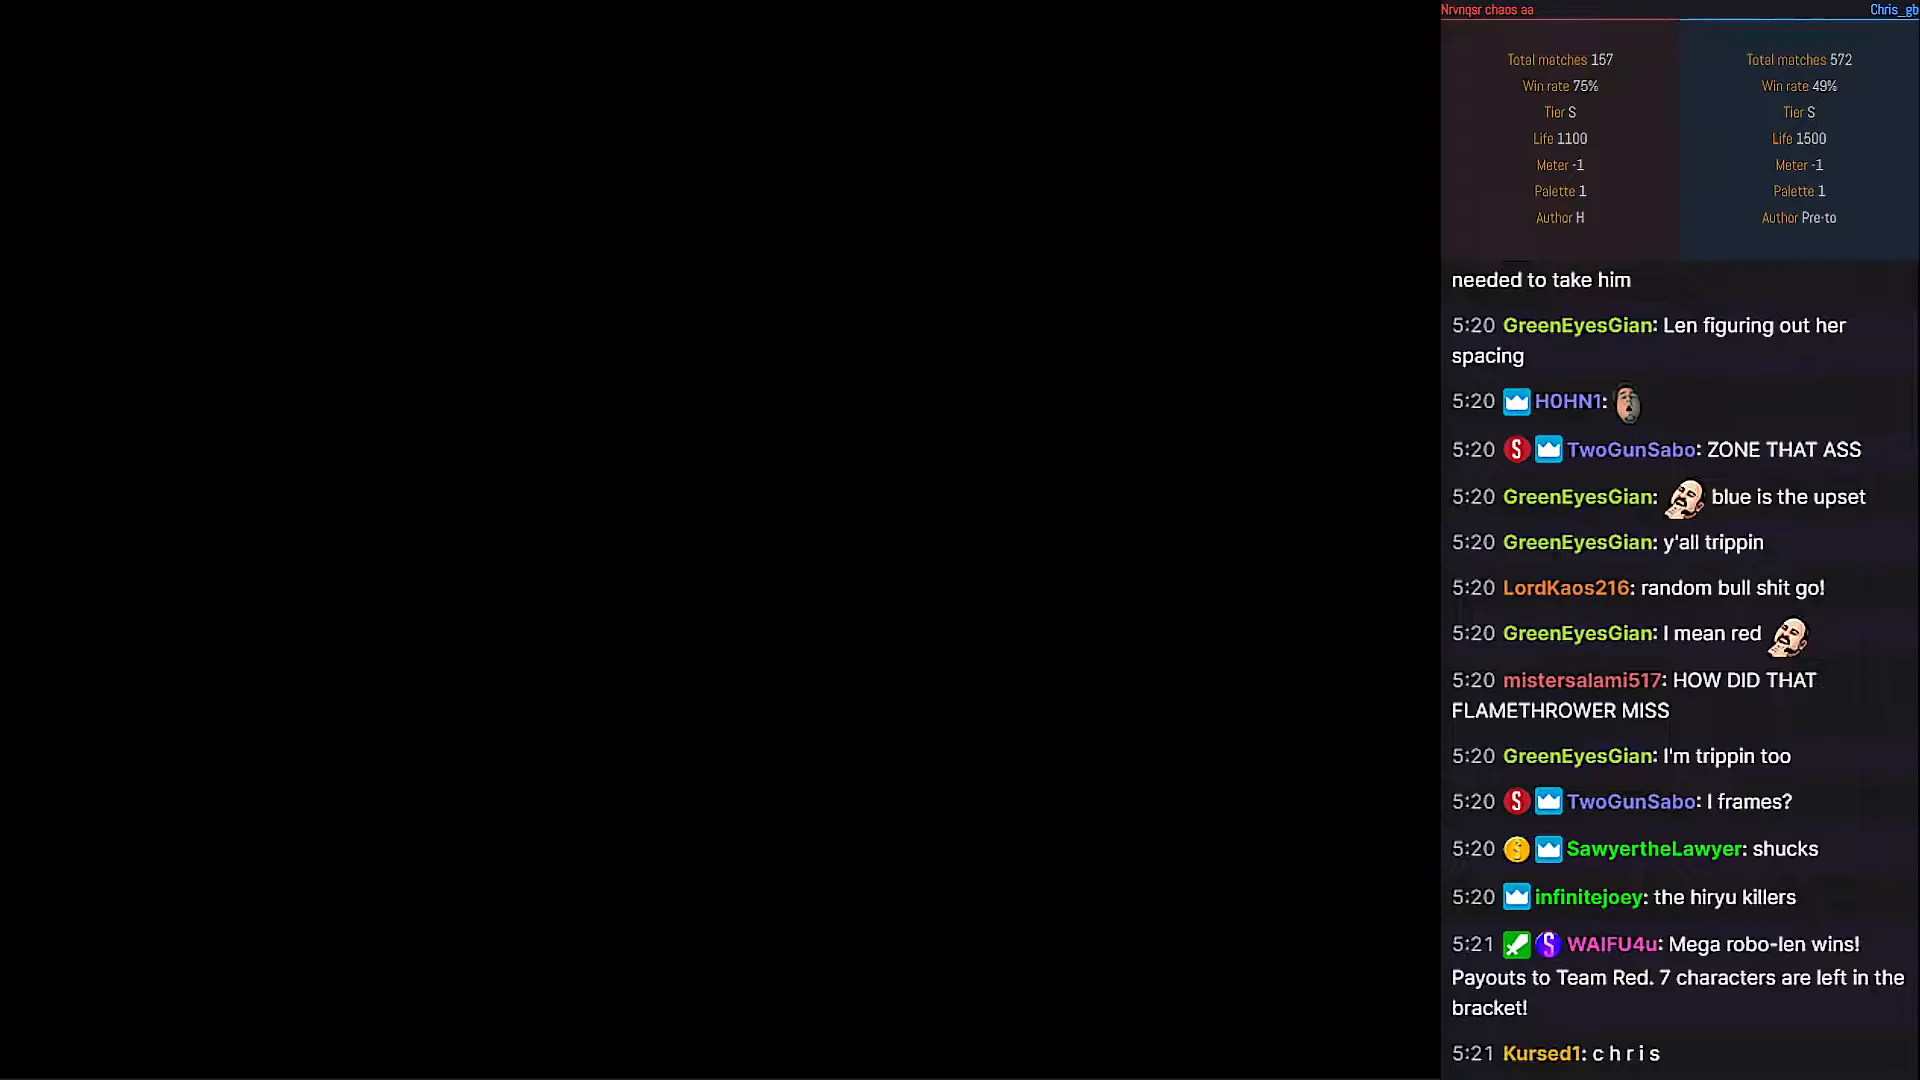 Nrvnqsr chaos aa
Chris_gb
Total matches 157
Win rate 75%
Tier S
Life 1100
Meter -1
Palette 1
Author H
Total matches 572
Win rate 49%
Tier S
Life 1500
Meter -1
Palette 1
Author Pre-to
needed to take him
5:20 GreenEyesGian: Len figuring out her
spacing
5:20 H0HN1:
5:20 TwoGunSabo: ZONE THAT ASS
5:20 GreenEyesGian: blue is the upset
5:20 GreenEyesGian: y'all trippin
5:20 LordKaos216: random bull shit go!
5:20 GreenEyesGian: I mean red
5:20 mistersalami517: HOW DID THAT
FLAMETHROWER MISS
5:20 GreenEyesGian: I'm trippin too
5:20 TwoGunSabo: I frames?
5:20 SawyertheLawyer: shucks
5:20 infinitejoey: the hiryu killers
5:21 WAIFU4u: Mega robo-len wins!
Payouts to Team Red. 7 characters are left in the
bracket!
5:21 Kursed1: c h r i s